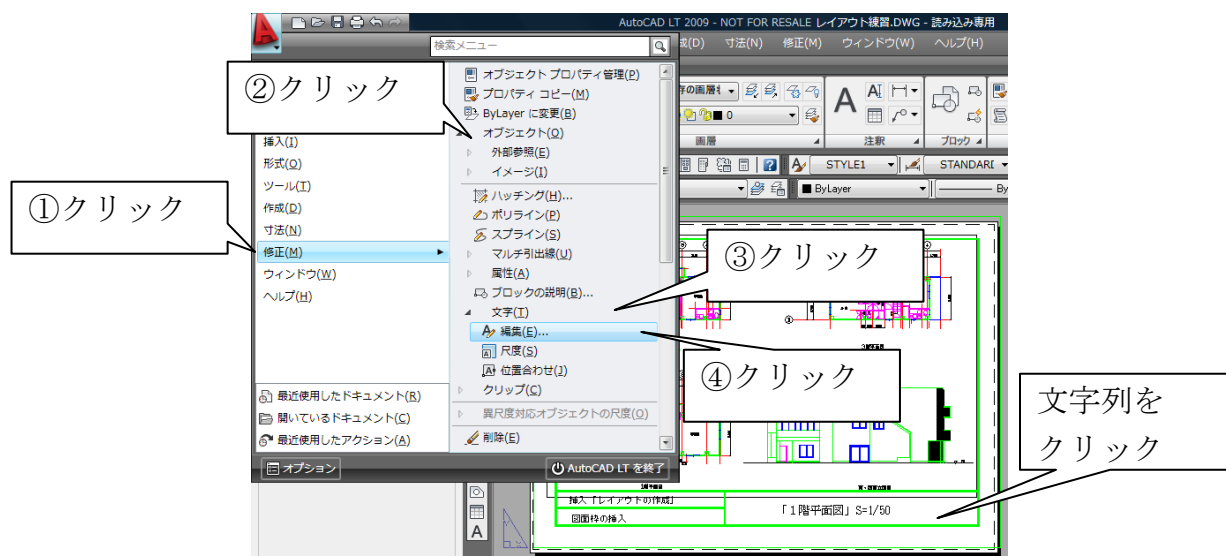 AutoCAD LT 2009 - NOT FOR RESALE レイアウト練習.DWG - 読み込み専用
検索メニュー
成(D) 寸法(N) 修正(M) ウィンドウ(W) ヘルプ(H)
②クリック
オブジェクト プロパティ管理(P)
プロパティ コピー(M)
ByLayer に変更(B)
オブジェクト(O)
外部参照(E)
イメージ(I)
ハッチング(H)...
ポリライン(P)
スプライン(S)
マルチ引出線(U)
属性(A)
ブロックの説明(B)...
文字(T)
編集(E)...
尺度(S)
位置合わせ(J)
クリップ(C)
異尺度対応オブジェクトの尺度(O)
削除(E)
挿入(I)
形式(O)
ツール(T)
作成(D)
寸法(N)
修正(M)
ウィンドウ(W)
ヘルプ(H)
①クリック
最近使用したドキュメント(R)
開いているドキュメント(C)
最近使用したアクション(A)
オプション
AutoCAD LT を終了
存の画層
0
A
画層
注釈
ブロック
STYLE1
STANDARD
ByLayer
By
③クリック
④クリック
文字列を
クリック
挿入「レイアウトの作成」
図面枠の挿入
「1階平面図」 S=1/50
A